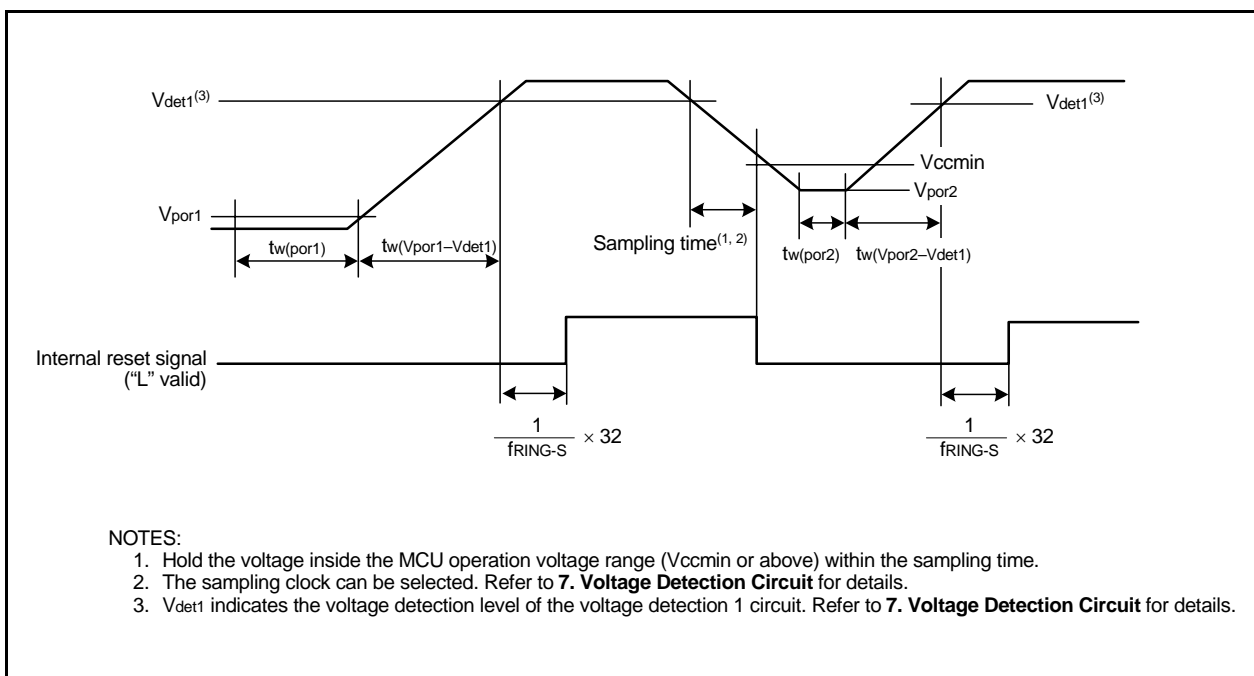 Vdet1(3)
Vdet1(3)
Vccmin
Vpor2
Vpor1
tw(por1)
tw(Vpor1–Vdet1)
Sampling time(1, 2)
tw(por2)
tw(Vpor2–Vdet1)
Internal reset signal
(“L” valid)
1
fRING-S
× 32
1
fRING-S
× 32
NOTES:
1. Hold the voltage inside the MCU operation voltage range (Vccmin or above) within the sampling time.
2. The sampling clock can be selected. Refer to 7. Voltage Detection Circuit for details.
3. Vdet1 indicates the voltage detection level of the voltage detection 1 circuit. Refer to 7. Voltage Detection Circuit for details.